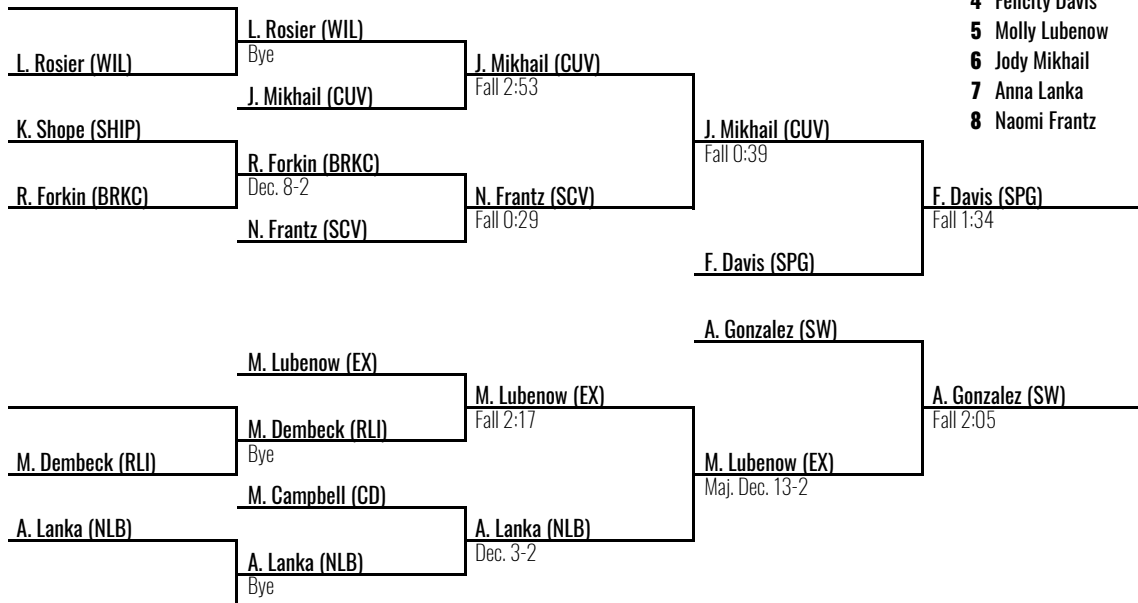 4 Felicity Davis
5 Molly Lubenow
6 Jody Mikhail
7 Anna Lanka
8 Naomi Frantz
L. Rosier (WIL)
K. Shope (SHIP)
R. Forkin (BRKC)
M. Dembeck (RLI)
A. Lanka (NLB)
L. Rosier (WIL)
Bye
J. Mikhail (CUV)
R. Forkin (BRKC)
Dec. 8-2
N. Frantz (SCV)
M. Lubenow (EX)
M. Dembeck (RLI)
Bye
M. Campbell (CD)
A. Lanka (NLB)
Bye
J. Mikhail (CUV)
Fall 2:53
N. Frantz (SCV)
Fall 0:29
M. Lubenow (EX)
Fall 2:17
A. Lanka (NLB)
Dec. 3-2
J. Mikhail (CUV)
Fall 0:39
F. Davis (SPG)
A. Gonzalez (SW)
M. Lubenow (EX)
Maj. Dec. 13-2
F. Davis (SPG)
Fall 1:34
A. Gonzalez (SW)
Fall 2:05